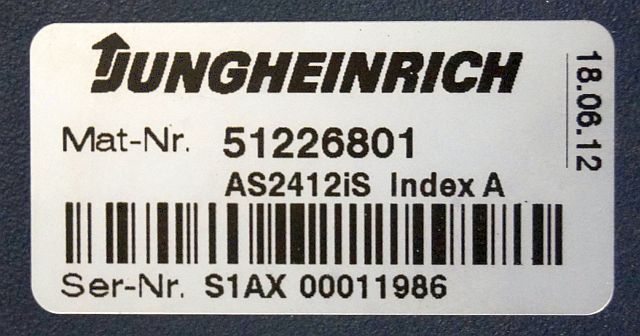 JUNGHEINRICH
Mat-Nr. 51226801
AS2412iS Index A
Ser-Nr. S1AX 00011986
18.06.12